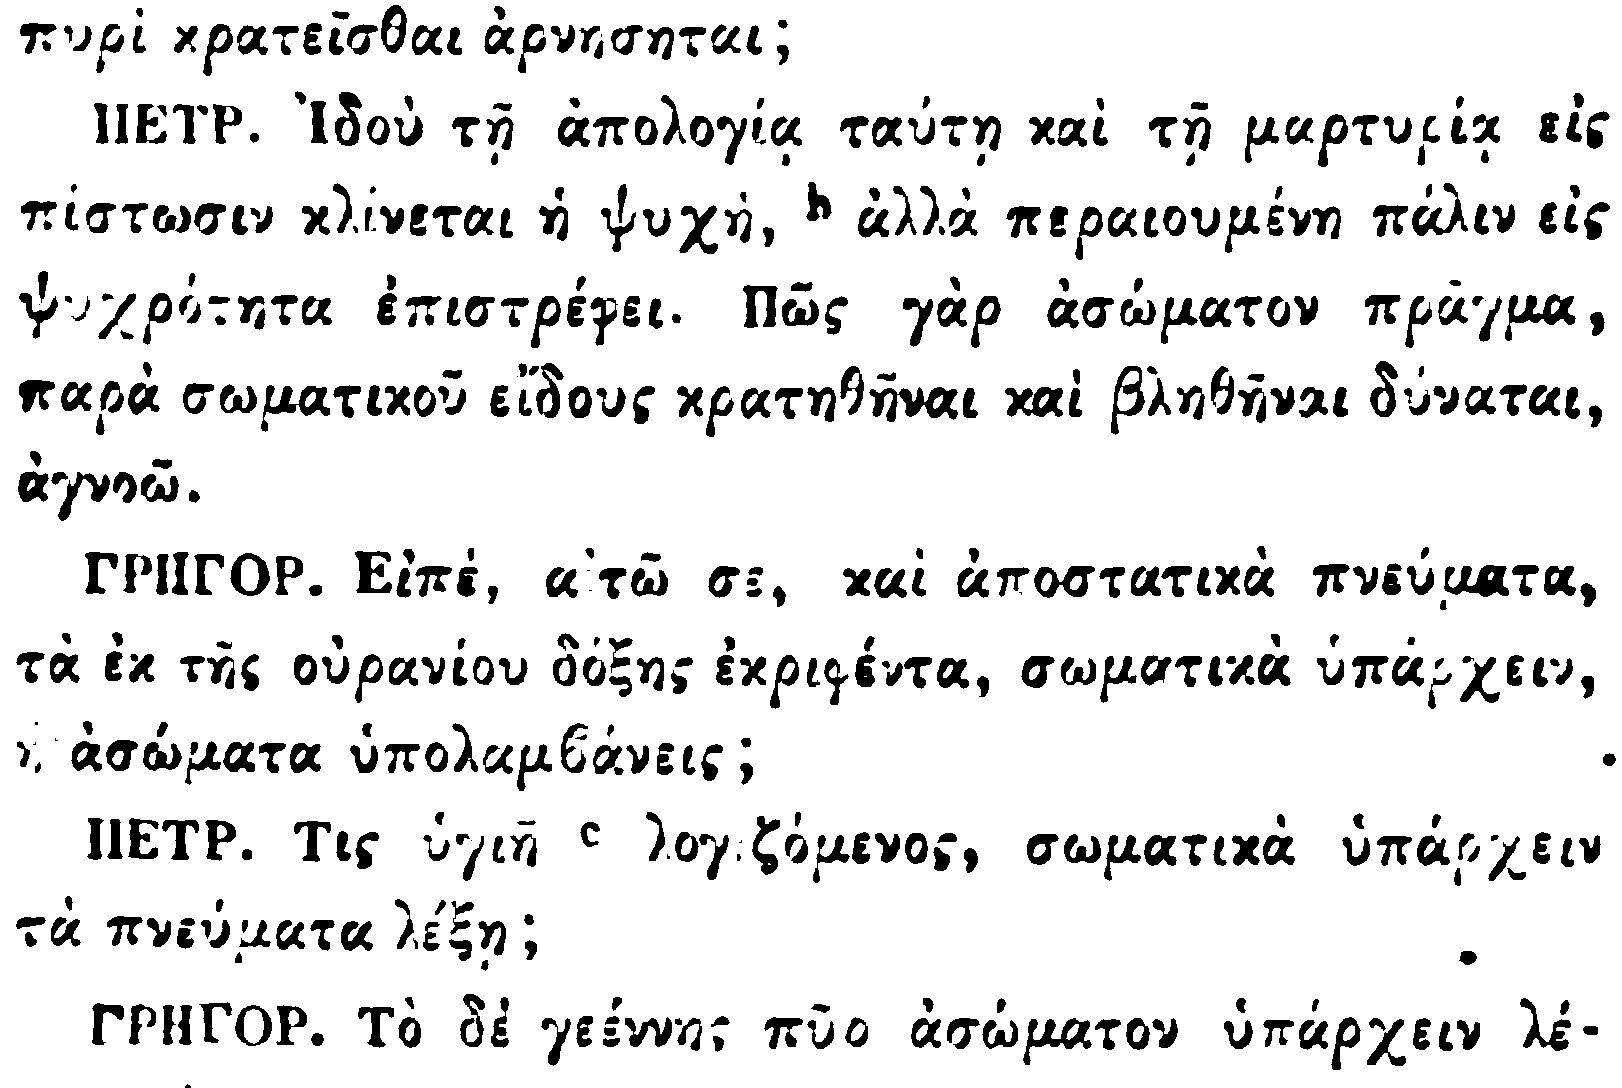 πυρὶ κρατεῖσθαι ἀρνήσηται;
ΠΕΤΡ. Ἰδοὺ τῇ ἀπολογίᾳ ταύτῃ καὶ τῇ μαρτυρίᾳ εἰς
πίστωσιν κλίνεται ἡ ψυχὴ, b ἀλλὰ περαιουμένη πάλιν εἰς
ψυχρότητα ἐπιστρέφει. Πῶς γὰρ ἀσώματον πρᾶγμα,
παρὰ σωματικοῦ εἴδους κρατηθῆναι καὶ βληθῆναι δύναται,
ἀγνοῶ.
ΓΡΗΓΟΡ. Εἰπὲ, αἰτῶ σε, καὶ ἀποστατικὰ πνεύματα,
τὰ ἐκ τῆς οὐρανίου δόξης ἐκριφέντα, σωματικὰ ὑπάρχειν,
ἢ ἀσώματα ὑπολαμβάνεις;
ΠΕΤΡ. Τις ὑγιῆ c λογιζόμενος, σωματικὰ ὑπάρχειν
τὰ πνεύματα λέξῃ;
ΓΡΗΓΟΡ. Τὸ δὲ γεέννης πῦρ ἀσώματον ὑπάρχειν λέ-